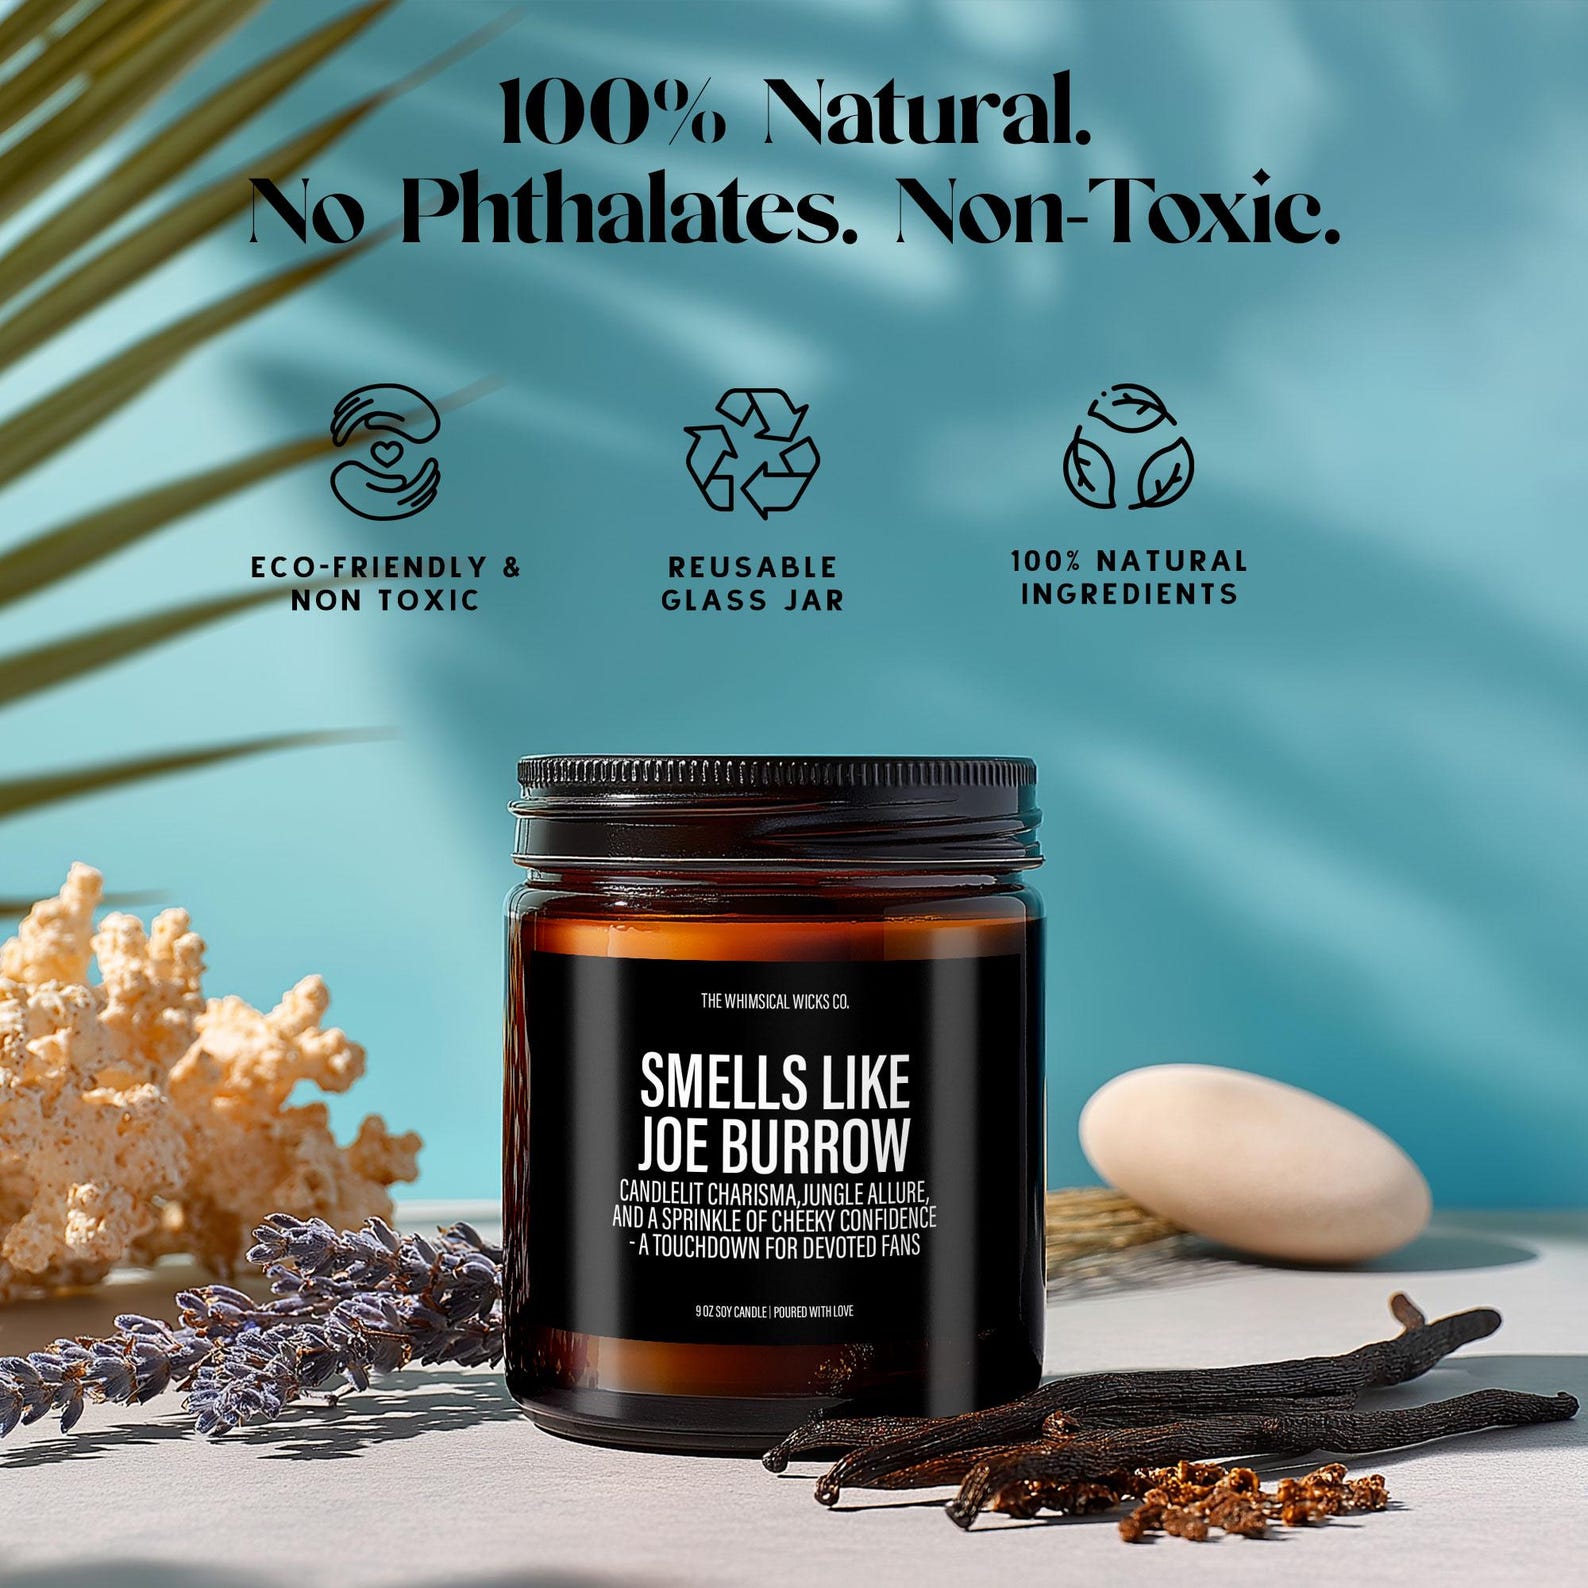 100% Natural.
No Phthalates. Non-Toxic.
ECO-FRIENDLY &
NON TOXIC
REUSABLE
GLASS JAR
100% NATURAL
INGREDIENTS
THE WHIMSICAL WICKS CO.
SMELLS LIKE
JOE BURROW
CANDLELIT CHARISMA, JUNGLE ALLURE,
AND A SPRINKLE OF CHEEKY CONFIDENCE
- A TOUCHDOWN FOR DEVOTED FANS
9 OZ SOY CANDLE | POURED WITH LOVE